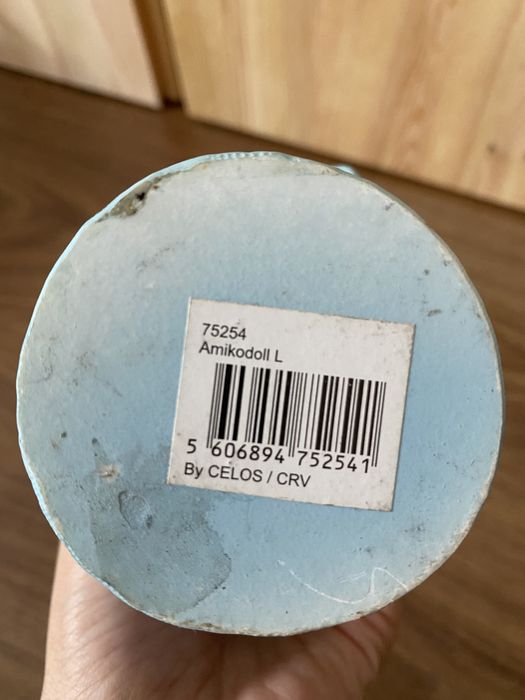 75254
Amikodoll L
5 606894 752541
By CELOS / CRV